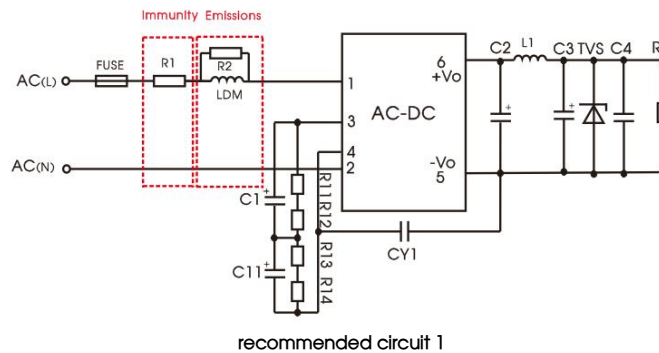 Immunity Emissions
C2 L1 C3 TVS C4 R
R1 R2
FUSE
AC(L)
LDM
6
+Vo
1
AC-DC
3
4
AC(N)
2
-Vo
5
C1
R11 R12
C11
R13
R14
CY1
recommended circuit 1